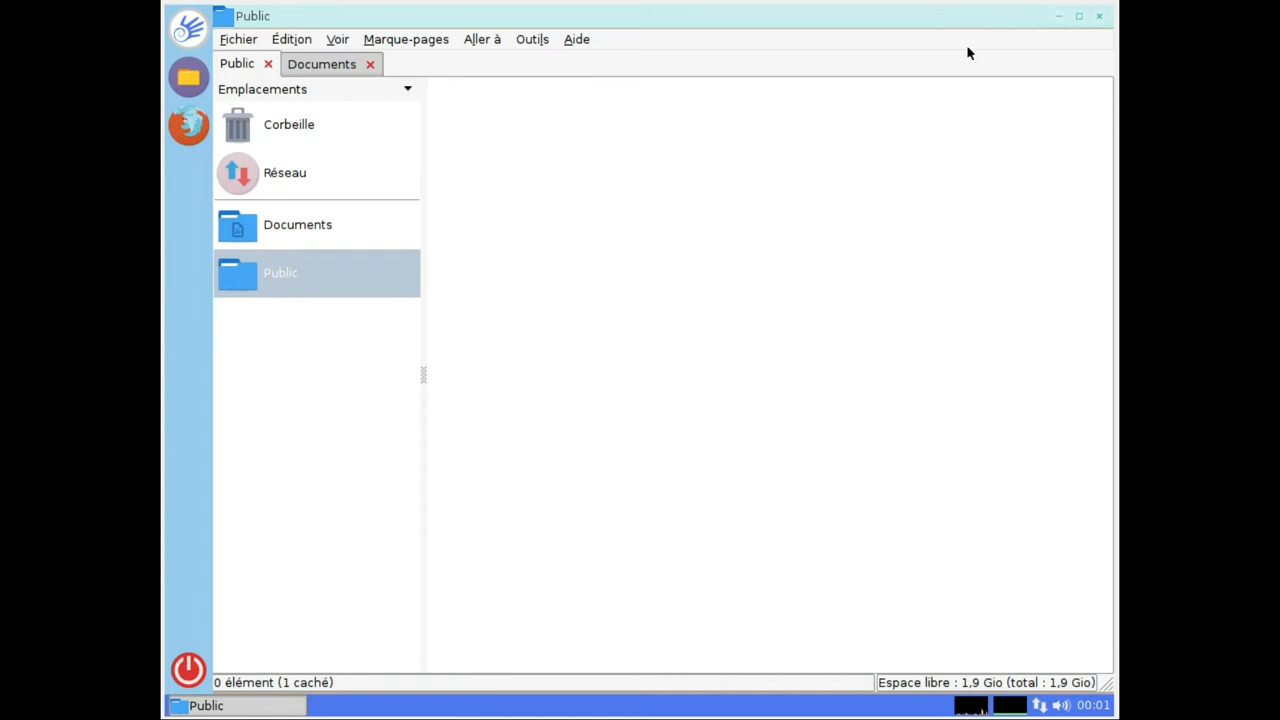 Public
Fichier Édition Voir Marque-pages Aller à Outils Aide
Public Documents
Emplacements
Corbeille
Réseau
Documents
Public
0 élément (1 caché) Espace libre : 1,9 Gio (total : 1,9 Gio)
Public 00:01